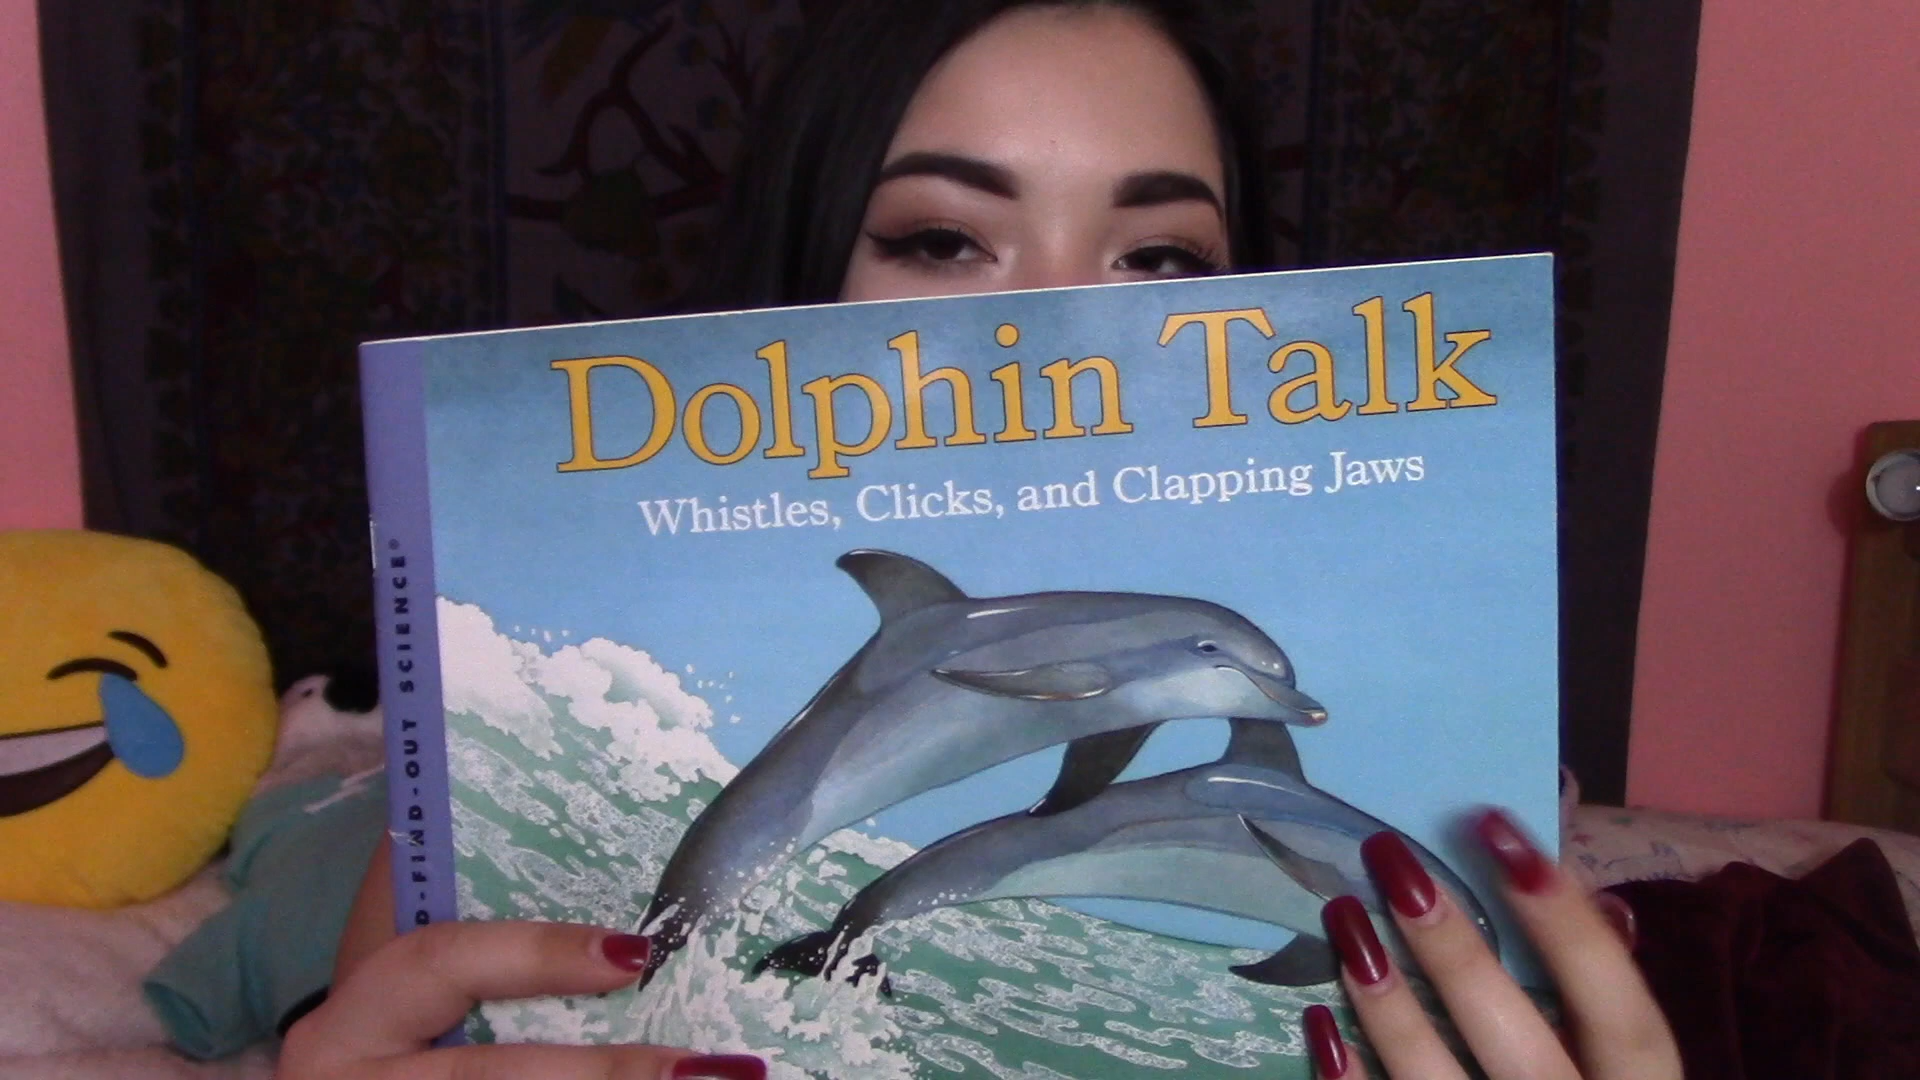 Dolphin Talk
Whistles, Clicks, and Clapping Jaws
D-FIND-OUT SCIENCE®